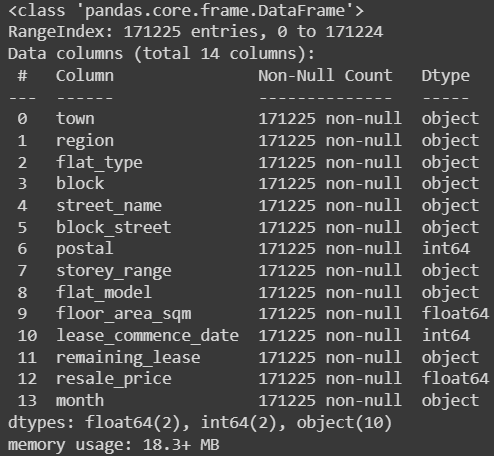 <class 'pandas.core.frame.DataFrame'>
RangeIndex: 171225 entries, 0 to 171224
Data columns (total 14 columns):
 #   Column               Non-Null Count   Dtype
---  ------               --------------   -----
 0   town                 171225 non-null  object
 1   region               171225 non-null  object
 2   flat_type            171225 non-null  object
 3   block                171225 non-null  object
 4   street_name          171225 non-null  object
 5   block_street         171225 non-null  object
 6   postal               171225 non-null  int64
 7   storey_range         171225 non-null  object
 8   flat_model           171225 non-null  object
 9   floor_area_sqm       171225 non-null  float64
 10  lease_commence_date  171225 non-null  int64
 11  remaining_lease      171225 non-null  object
 12  resale_price         171225 non-null  float64
 13  month                171225 non-null  object
dtypes: float64(2), int64(2), object(10)
memory usage: 18.3+ MB